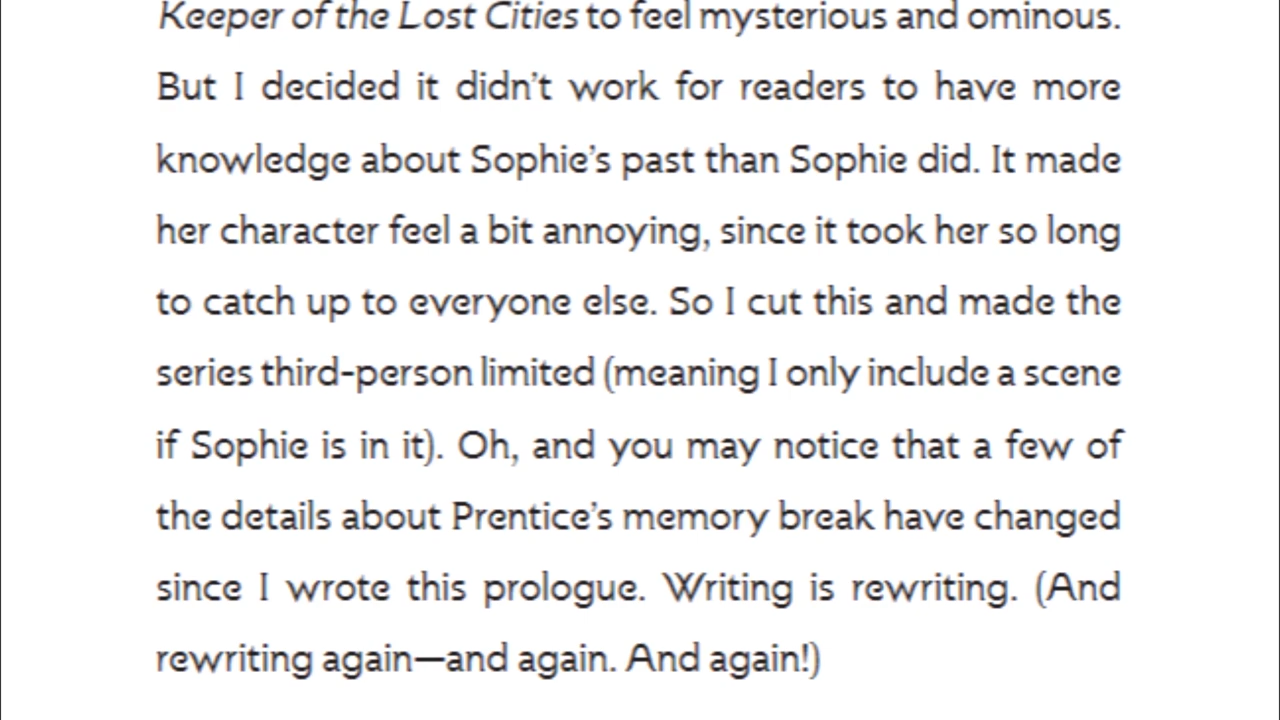 Keeper of the Lost Cities to feel mysterious and ominous.
But I decided it didn’t work for readers to have more
knowledge about Sophie’s past than Sophie did. It made
her character feel a bit annoying, since it took her so long
to catch up to everyone else. So I cut this and made the
series third-person limited (meaning I only include a scene
if Sophie is in it). Oh, and you may notice that a few of
the details about Prentice’s memory break have changed
since I wrote this prologue. Writing is rewriting. (And
rewriting again—and again. And again!)